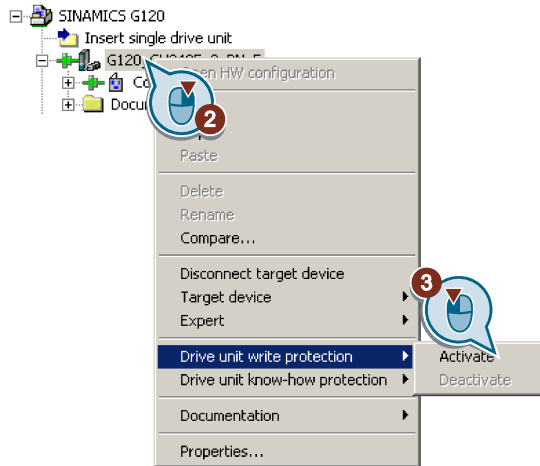 SINAMICS G120
Insert single drive unit
G120
Open HW configuration
2
Paste
Delete
Rename
Compare...
Disconnect target device
Target device
Expert
3
Drive unit write protection
Activate
Drive unit know-how protection
Deactivate
Documentation
Properties...